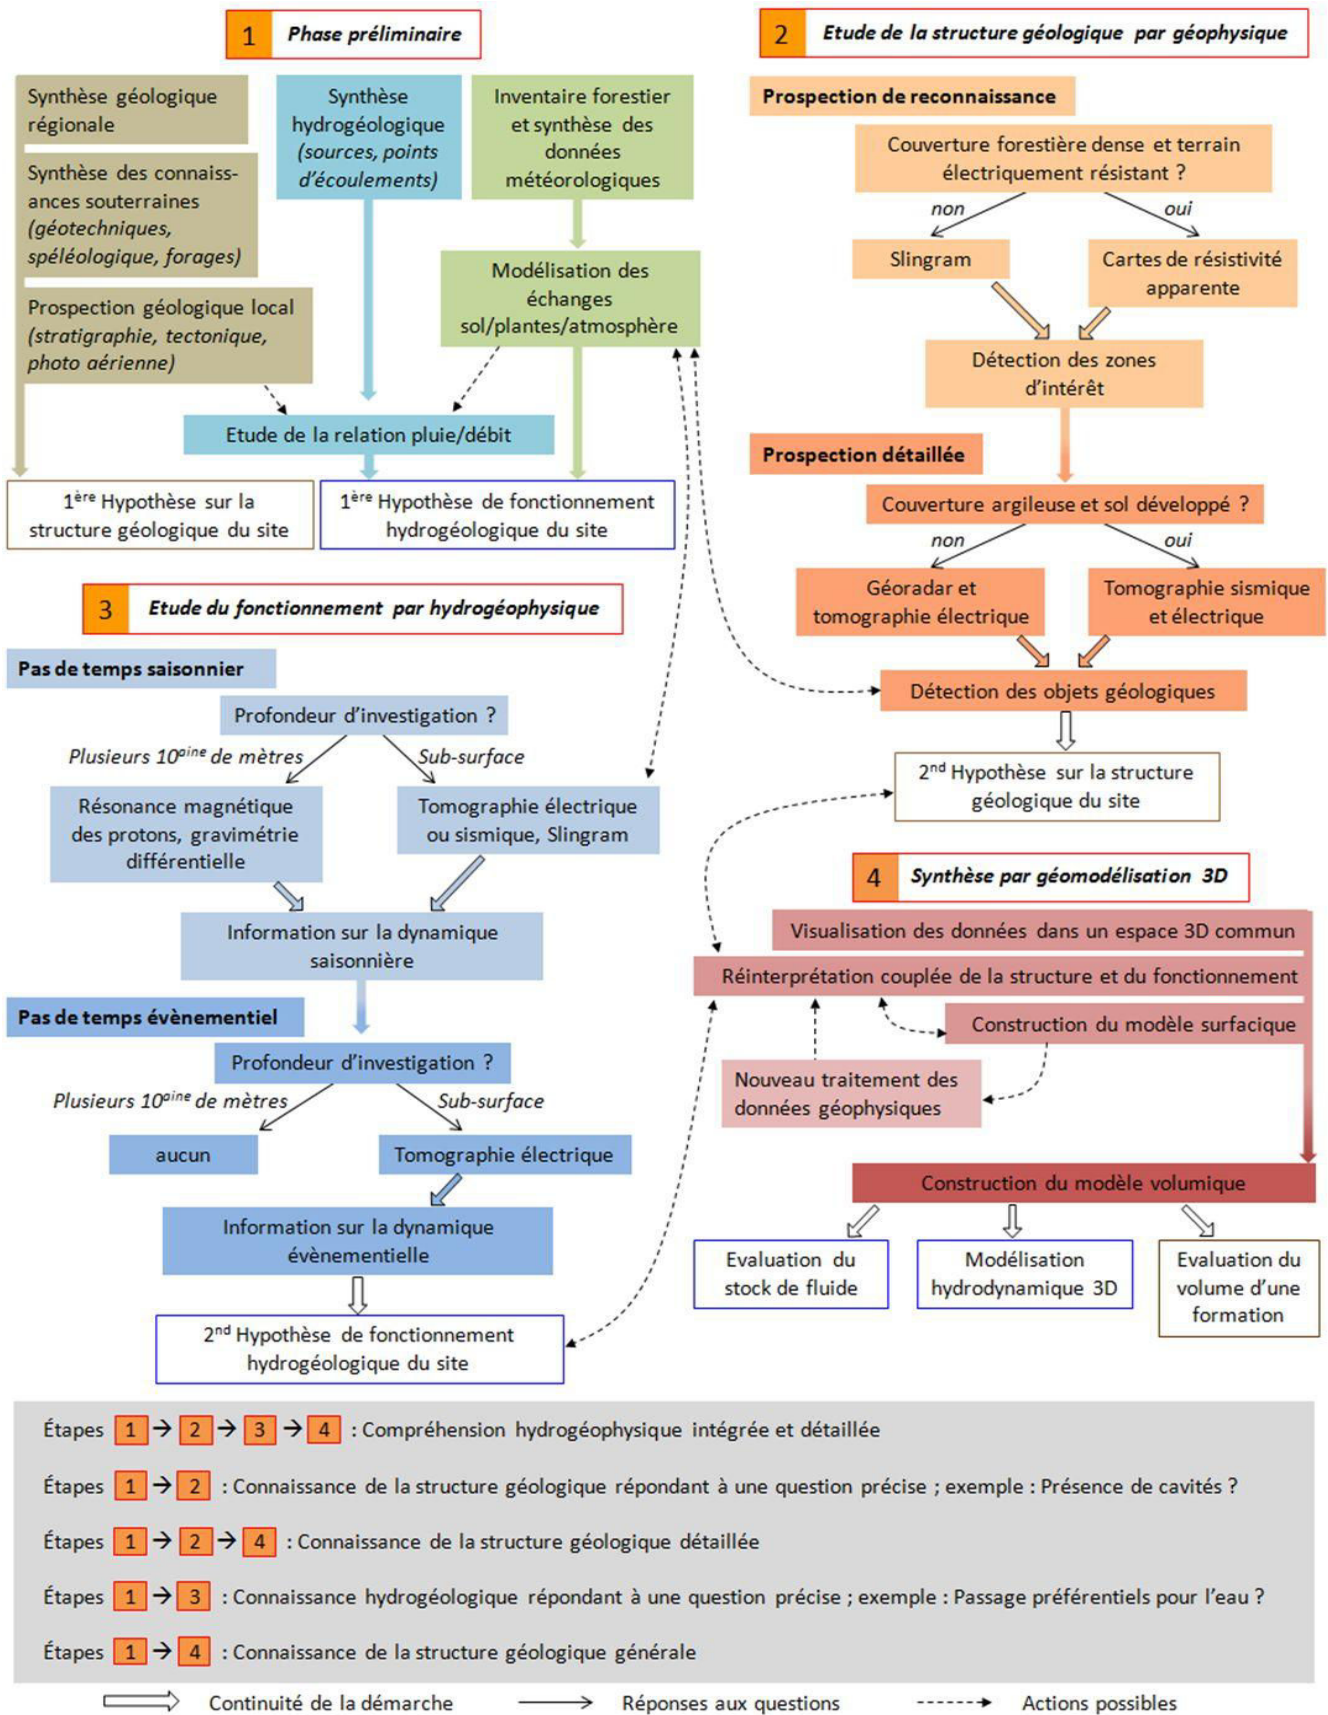 1 Phase préliminaire
Synthèse géologique
régionale
Synthèse des connaiss-
ances souterraines
(géotechniques,
spéléologique, forages)
Prospection géologique local
(stratigraphie, tectonique,
photo aérienne)
Synthèse
hydrogéologique
(sources, points
d'écoulements)
Inventaire forestier
et synthèse des
données
météorologiques
Modélisation des
échanges
sol/plantes/atmosphère
Etude de la relation pluie/débit
1ère Hypothèse sur la
structure géologique du site
1ère Hypothèse de fonctionnement
hydrogéologique du site
2 Etude de la structure géologique par géophysique
Prospection de reconnaissance
Couverture forestière dense et terrain
électriquement résistant ?
non
oui
Slingram
Cartes de résistivité
apparente
Détection des zones
d'intérêt
Prospection détaillée
Couverture argileuse et sol développé ?
non
oui
Géoradar et
tomographie électrique
Tomographie sismique
et électrique
Détection des objets géologiques
2nd Hypothèse sur la structure
géologique du site
3 Etude du fonctionnement par hydrogéophysique
Pas de temps saisonnier
Profondeur d'investigation ?
Plusieurs 10aine de mètres
Sub-surface
Résonance magnétique
des protons, gravimétrie
différentielle
Tomographie électrique
ou sismique, Slingram
Information sur la dynamique
saisonnière
Pas de temps évènementiel
Profondeur d'investigation ?
Plusieurs 10aine de mètres
Sub-surface
aucun
Tomographie électrique
Information sur la dynamique
évènementielle
2nd Hypothèse de fonctionnement
hydrogéologique du site
4 Synthèse par géomodélisation 3D
Visualisation des données dans un espace 3D commun
Réinterprétation couplée de la structure et du fonctionnement
Construction du modèle surfacique
Nouveau traitement des
données géophysiques
Construction du modèle volumique
Evaluation du
stock de fluide
Modélisation
hydrodynamique 3D
Evaluation du
volume d'une
formation
Étapes 1 → 2 → 3 → 4 : Compréhension hydrogéophysique intégrée et détaillée
Étapes 1 → 2 : Connaissance de la structure géologique répondant à une question précise ; exemple : Présence de cavités ?
Étapes 1 → 2 → 4 : Connaissance de la structure géologique détaillée
Étapes 1 → 3 : Connaissance hydrogéologique répondant à une question précise ; exemple : Passage préférentiels pour l'eau ?
Étapes 1 → 4 : Connaissance de la structure géologique générale
Continuité de la démarche
Réponses aux questions
Actions possibles